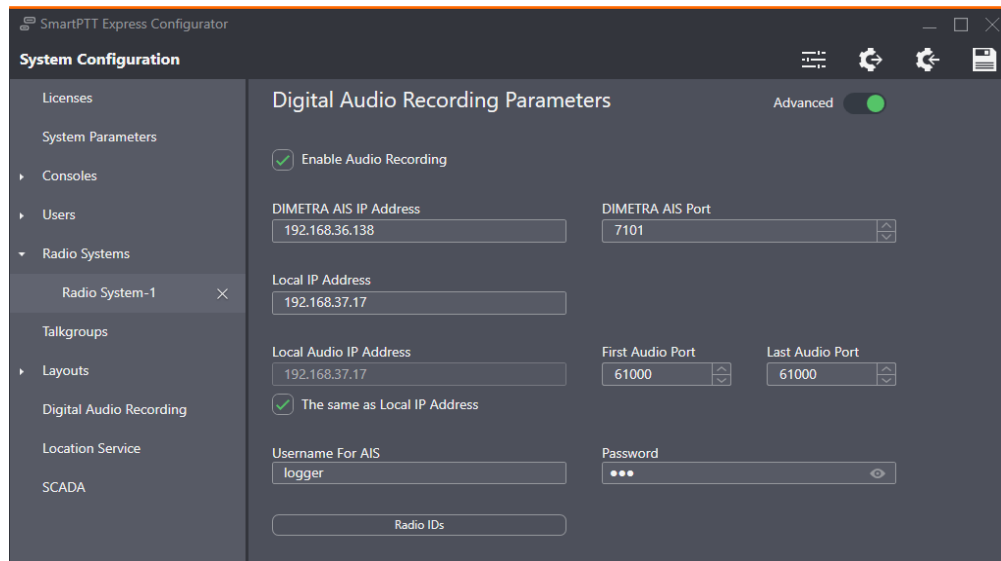 SmartPTT Express Configurator
System Configuration
Licenses
System Parameters
Consoles
Users
Radio Systems
Radio System-1
Talkgroups
Layouts
Digital Audio Recording
Location Service
SCADA
Digital Audio Recording Parameters
Advanced
Enable Audio Recording
DIMETRA AIS IP Address
DIMETRA AIS Port
192.168.36.138
7101
Local IP Address
192.168.37.17
Local Audio IP Address
First Audio Port
Last Audio Port
192.168.37.17
61000
61000
The same as Local IP Address
Username For AIS
Password
logger
•••
Radio IDs